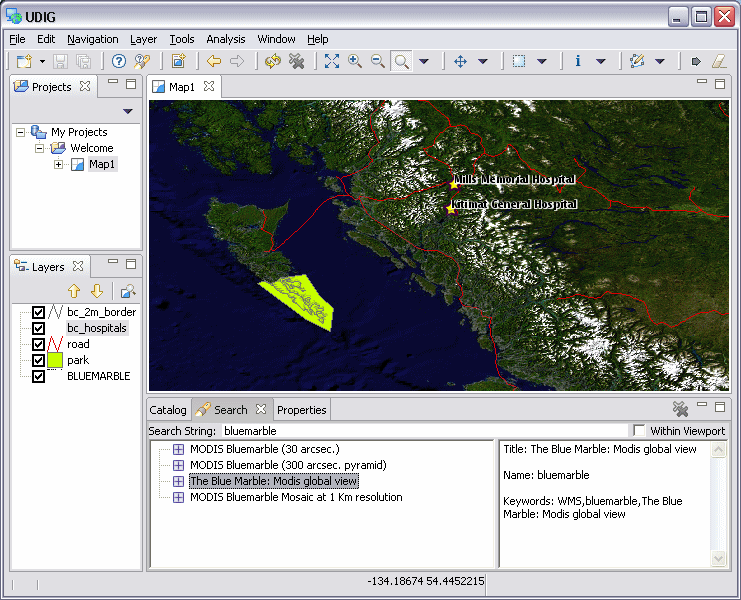 UDIG
File Edit Navigation Layer Tools Analysis Window Help
Projects
My Projects
Welcome
Map1
Layers
bc_2m_border
bc_hospitals
road
park
BLUEMARBLE
Map1
Mills Memorial Hospital
Kitimat General Hospital
Catalog Search Properties
Search String: bluemarble Within Viewport
MODIS Bluemarble (30 arcsec.)
MODIS Bluemarble (300 arcsec. pyramid)
The Blue Marble: Modis global view
MODIS Bluemarble Mosaic at 1 Km resolution
Title: The Blue Marble: Modis global view
Name: bluemarble
Keywords: WMS,bluemarble,The Blue
Marble: Modis global view
-134.18674 54.4452215